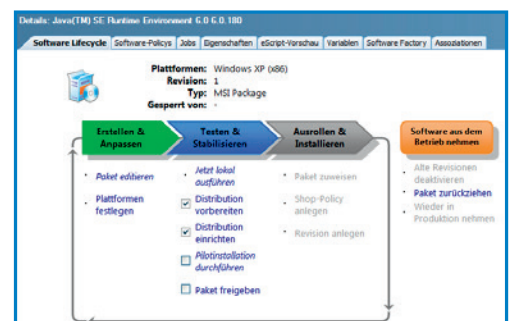 Details: Java(TM) SE Runtime Environment 6.0 6.0.180
Software Lifecycle Software-Policys Jobs Eigenschaften eScript-Vorschau Variablen Software Factory Assoziationen
Plattformen: Windows XP (x86)
Revision: 1
Typ: MSI Package
Gesperrt von: -
Erstellen &
Anpassen
Paket editieren
Plattformen
festlegen
Testen &
Stabilisieren
Jetzt lokal
ausführen
Distribution
vorbereiten
Distribution
einrichten
Pilotinstallation
durchführen
Paket freigeben
Ausrollen &
Installieren
Paket zuweisen
Shop-Policy
anlegen
Revision anlegen
Software aus dem
Betrieb nehmen
Alte Revisionen
deaktivieren
Paket zurückziehen
Wieder in
Produktion nehmen